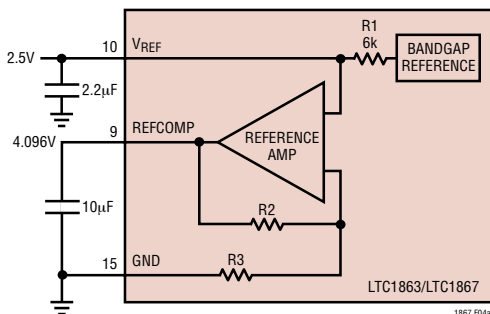 R1
6k
10
VREF
2.5V
BANDGAP
REFERENCE
2.2µF
9
REFCOMP
4.096V
REFERENCE
AMP
10µF
R2
15
GND
R3
LTC1863/LTC1867
1867 F04a